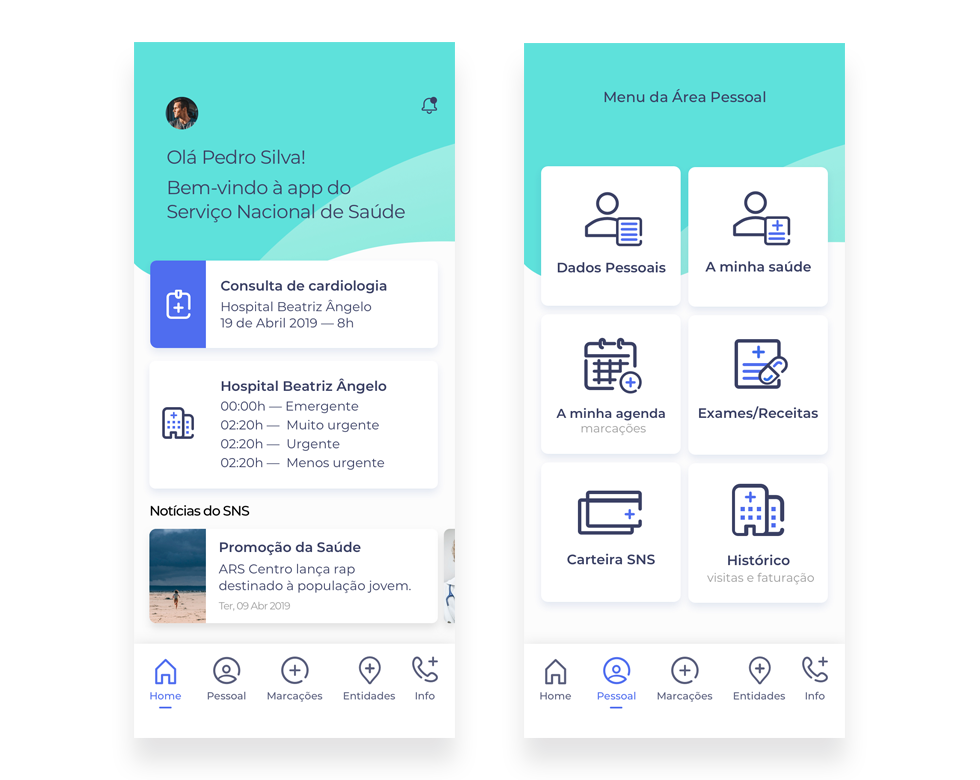 Olá Pedro Silva!
Bem-vindo à app do
Serviço Nacional de Saúde
Consulta de cardiologia
Hospital Beatriz Ângelo
19 de Abril 2019 — 8h
Hospital Beatriz Ângelo
00:00h — Emergente
02:20h — Muito urgente
02:20h — Urgente
02:20h — Menos urgente
Notícias do SNS
Promoção da Saúde
ARS Centro lança rap
destinado à população jovem.
Ter, 09 Abr 2019
Home Pessoal Marcações Entidades Info
Menu da Área Pessoal
Dados Pessoais
A minha saúde
A minha agenda
marcações
Exames/Receitas
Carteira SNS
Histórico
visitas e faturação
Home Pessoal Marcações Entidades Info